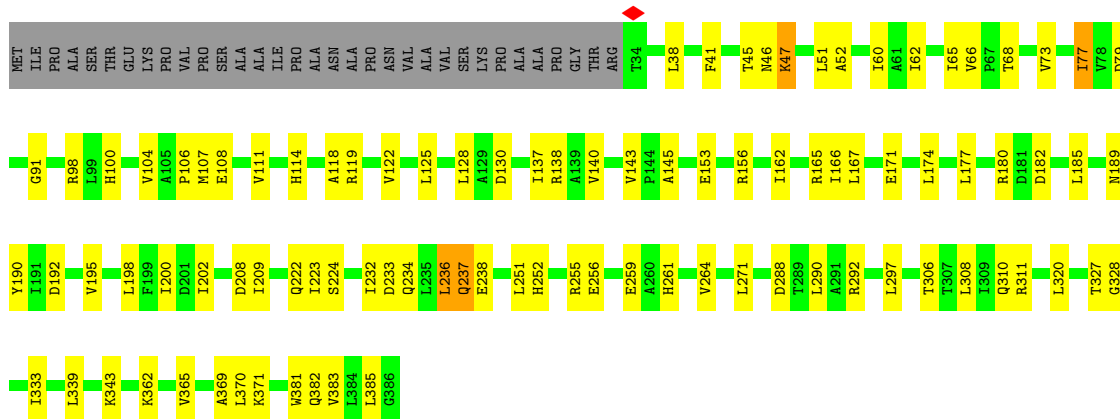 MET ILE PRO ALA SER THR GLU LYS PRO VAL PRO SER ALA ALA ILE PRO ALA ASN ALA PRO ASN VAL ALA VAL SER LYS PRO ALA ALA PRO GLY THR ARG T34 L38 F41 T45 N46 K47 L51 A52 I60 A61 I62 I65 V66 P67 T68 V73 I77 V78 D79
G91 R98 L99 H100 V104 A105 P106 M107 E108 V111 H114 A118 R119 V122 L125 L128 A129 D130 I137 R138 A139 V140 V143 P144 A145 E153 R156 I162 R165 I166 L167 E171 L174 L177 R180 D181 D182 L185 N189
Y190 I191 D192 V195 L198 F199 I200 D201 I202 D208 I209 Q222 I223 S224 I232 D233 Q234 L235 L236 Q237 E238 L251 H252 R255 E256 E259 A260 H261 V264 L271 D288 T289 L290 A291 R292 L297 T306 T307 L308 I309 Q310 R311 L320 T327 G328
I333 L339 K343 K362 V365 A369 L370 K371 W381 Q382 V383 L384 L385 G386